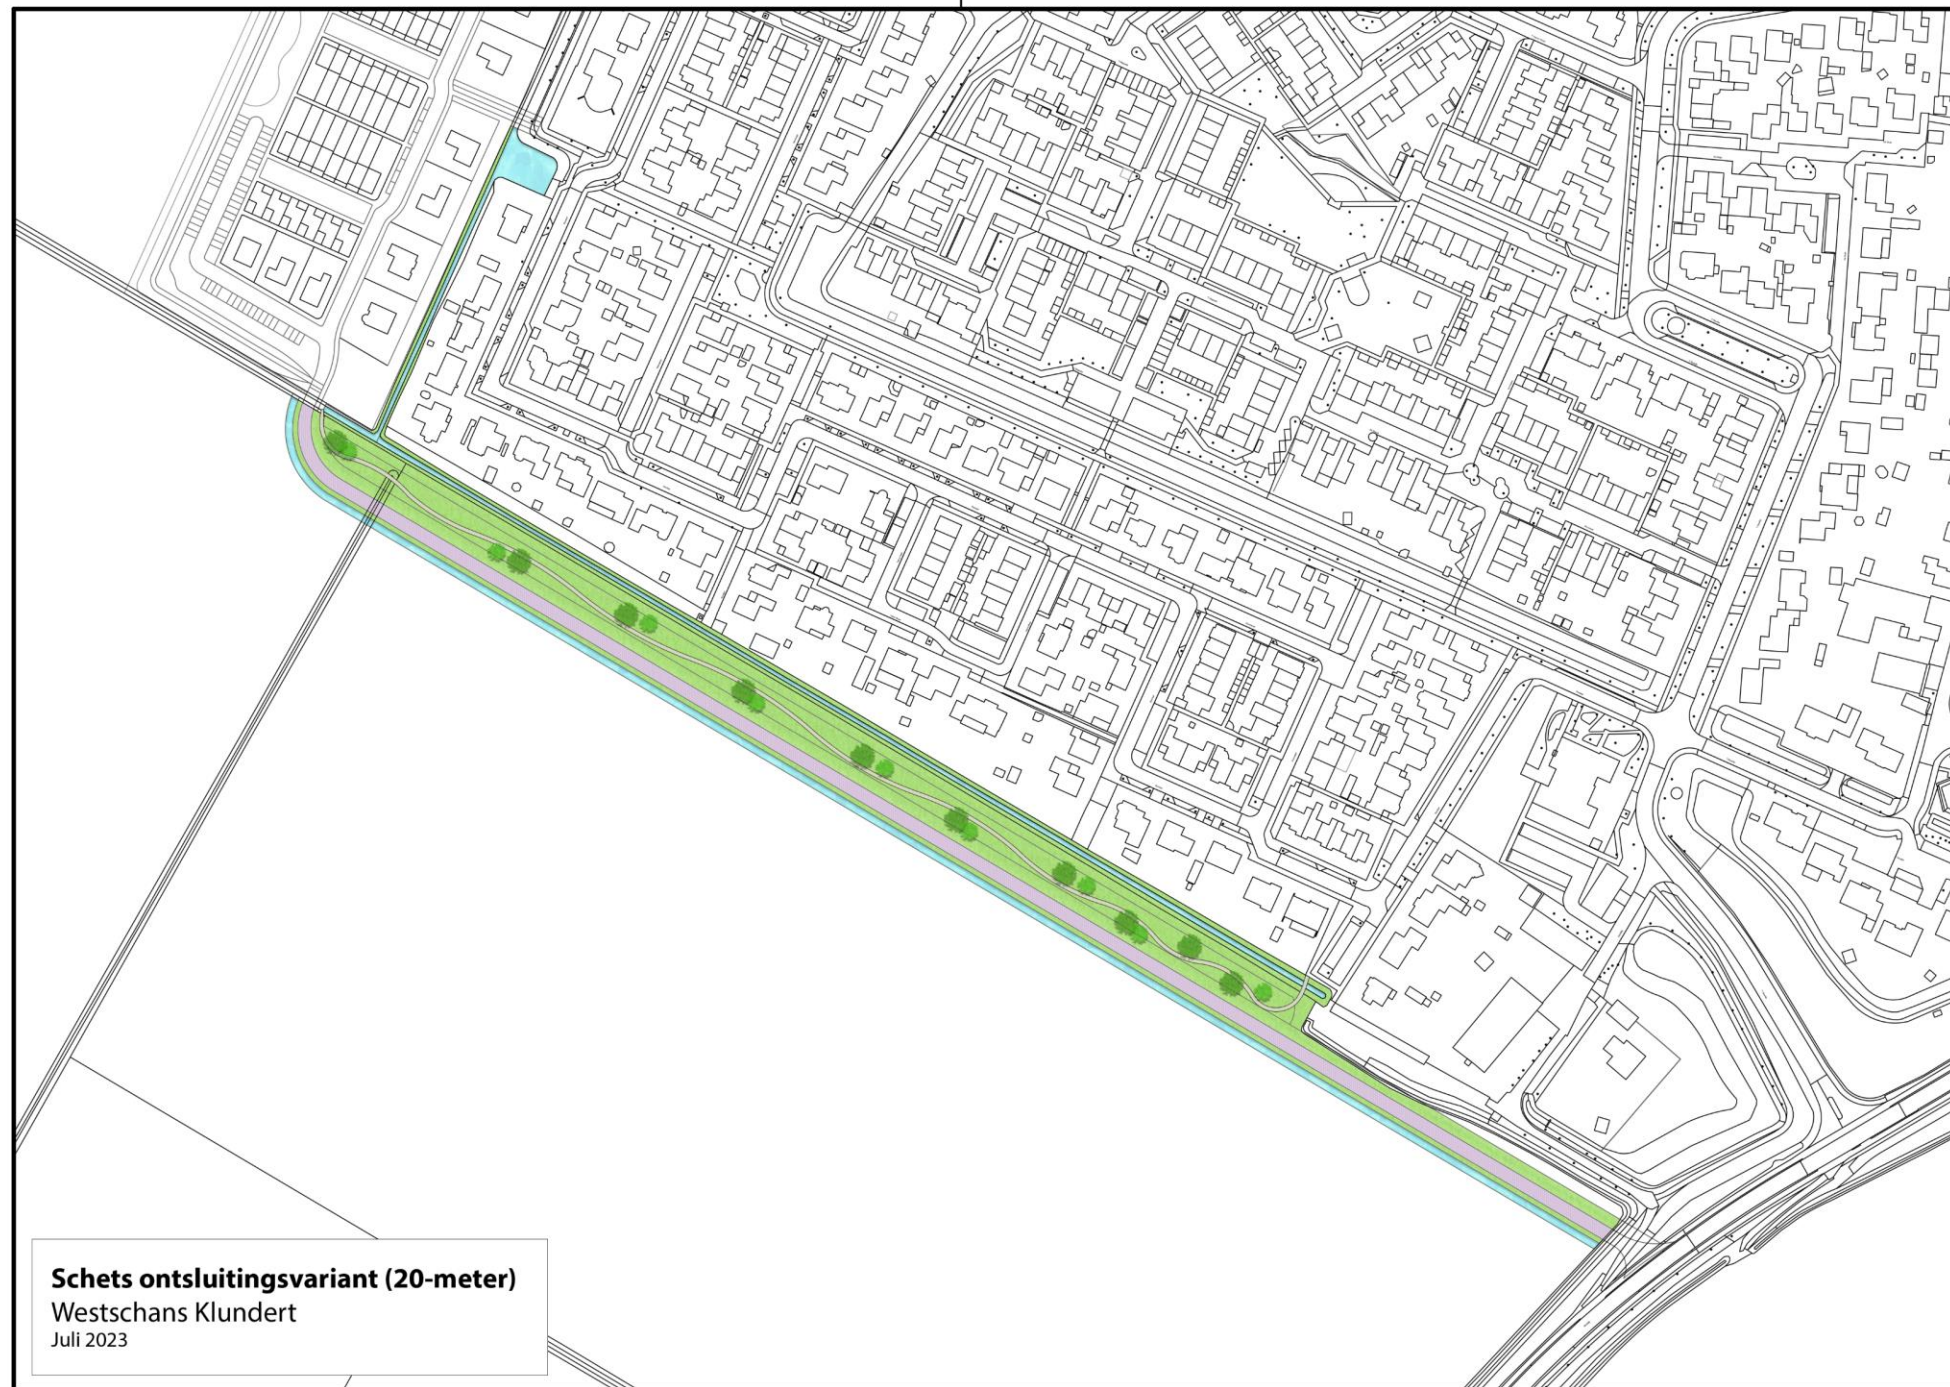 Schets ontsluitingsvariant (20-meter)
Westschans Klundert
Juli 2023